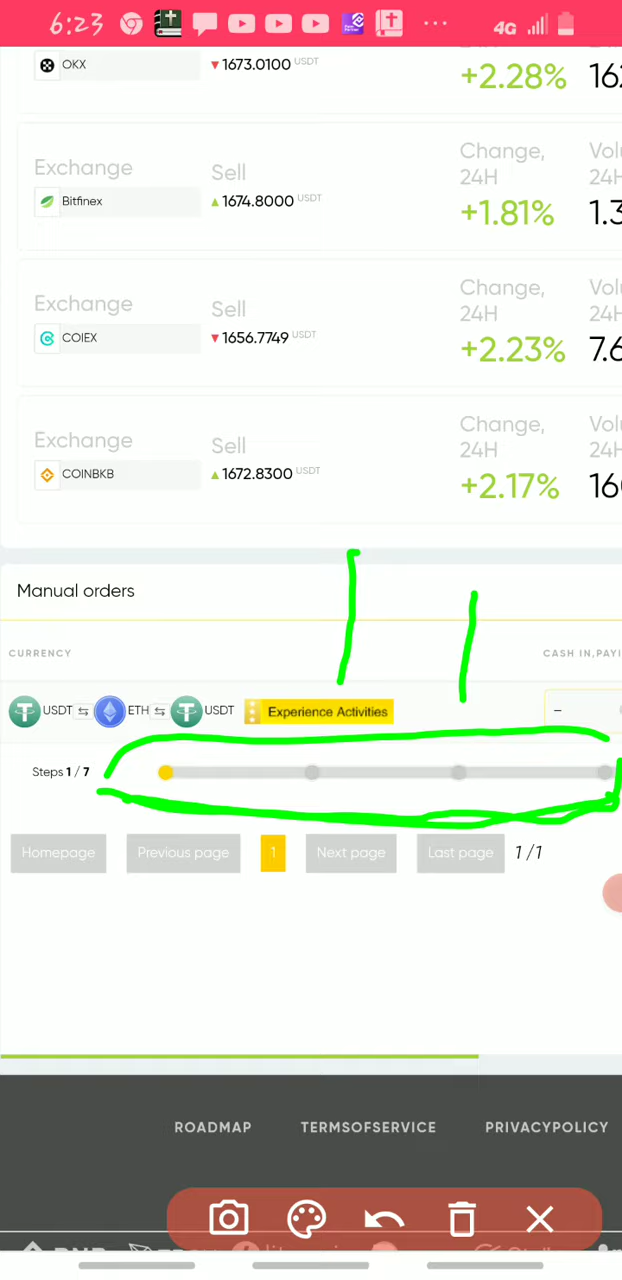 6:23 ... 4G
OKX ▼ 1673.0100 USDT +2.28%
Exchange Sell Change, 24H
Bitfinex ▲ 1674.8000 USDT +1.81%
Exchange Sell Change, 24H
COIEX ▼ 1656.7749 USDT +2.23%
Exchange Sell Change, 24H
COINBKB ▲ 1672.8300 USDT +2.17%
Manual orders
CURRENCY CASH IN,PAYI
USDT ⇆ ETH ⇆ USDT Experience Activities –
Steps 1 / 7
Homepage Previous page 1 Next page Last page 1 /1
ROADMAP TERMSOFSERVICE PRIVACYPOLICY